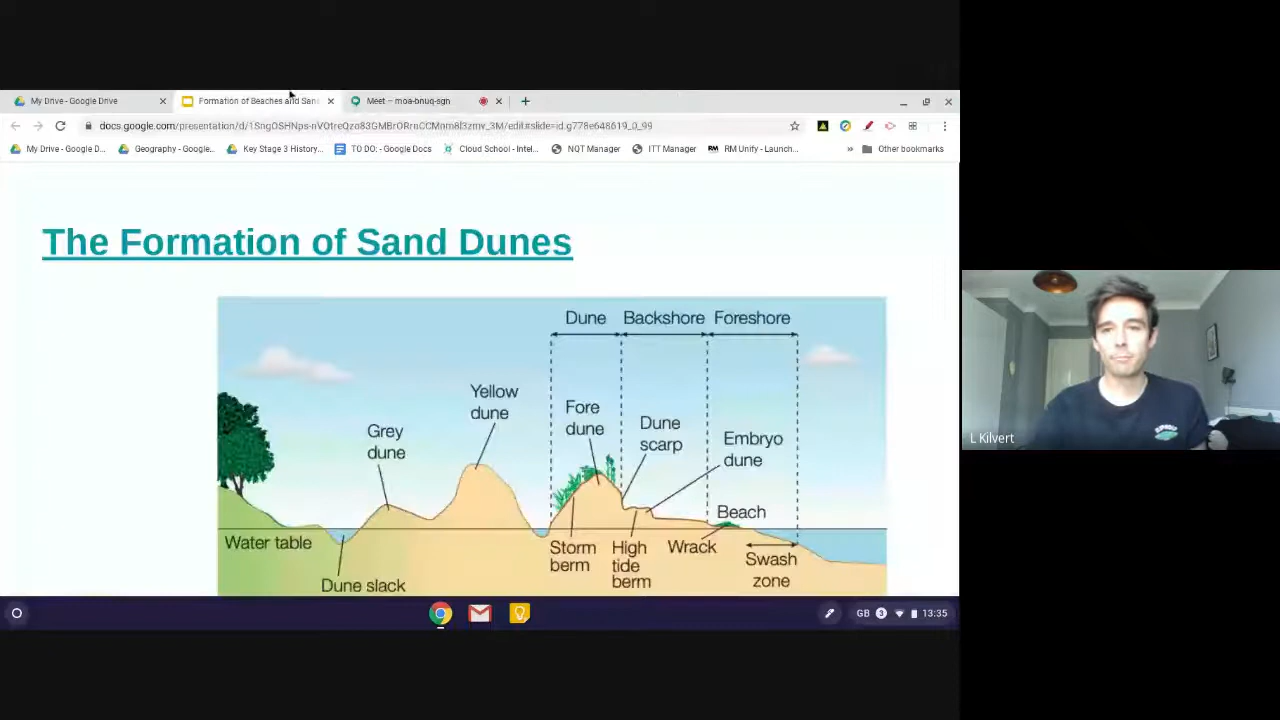 My Drive - Google Drive
Formation of Beaches and Sand
Meet – moa-bnuq-sgn
My Drive - Google D...
Geography - Google...
Key Stage 3 History...
TO DO: - Google Docs
Cloud School - Intel...
NQT Manager
ITT Manager
RM Unify - Launch...
»
Other bookmarks
The Formation of Sand Dunes
Dune
Backshore
Foreshore
Yellow
dune
Fore
dune
Grey
dune
Dune
scarp
Embryo
dune
Beach
Water table
Storm
berm
High
tide
berm
Wrack
Swash
zone
Dune slack
L Kilvert
GB
3
13:35